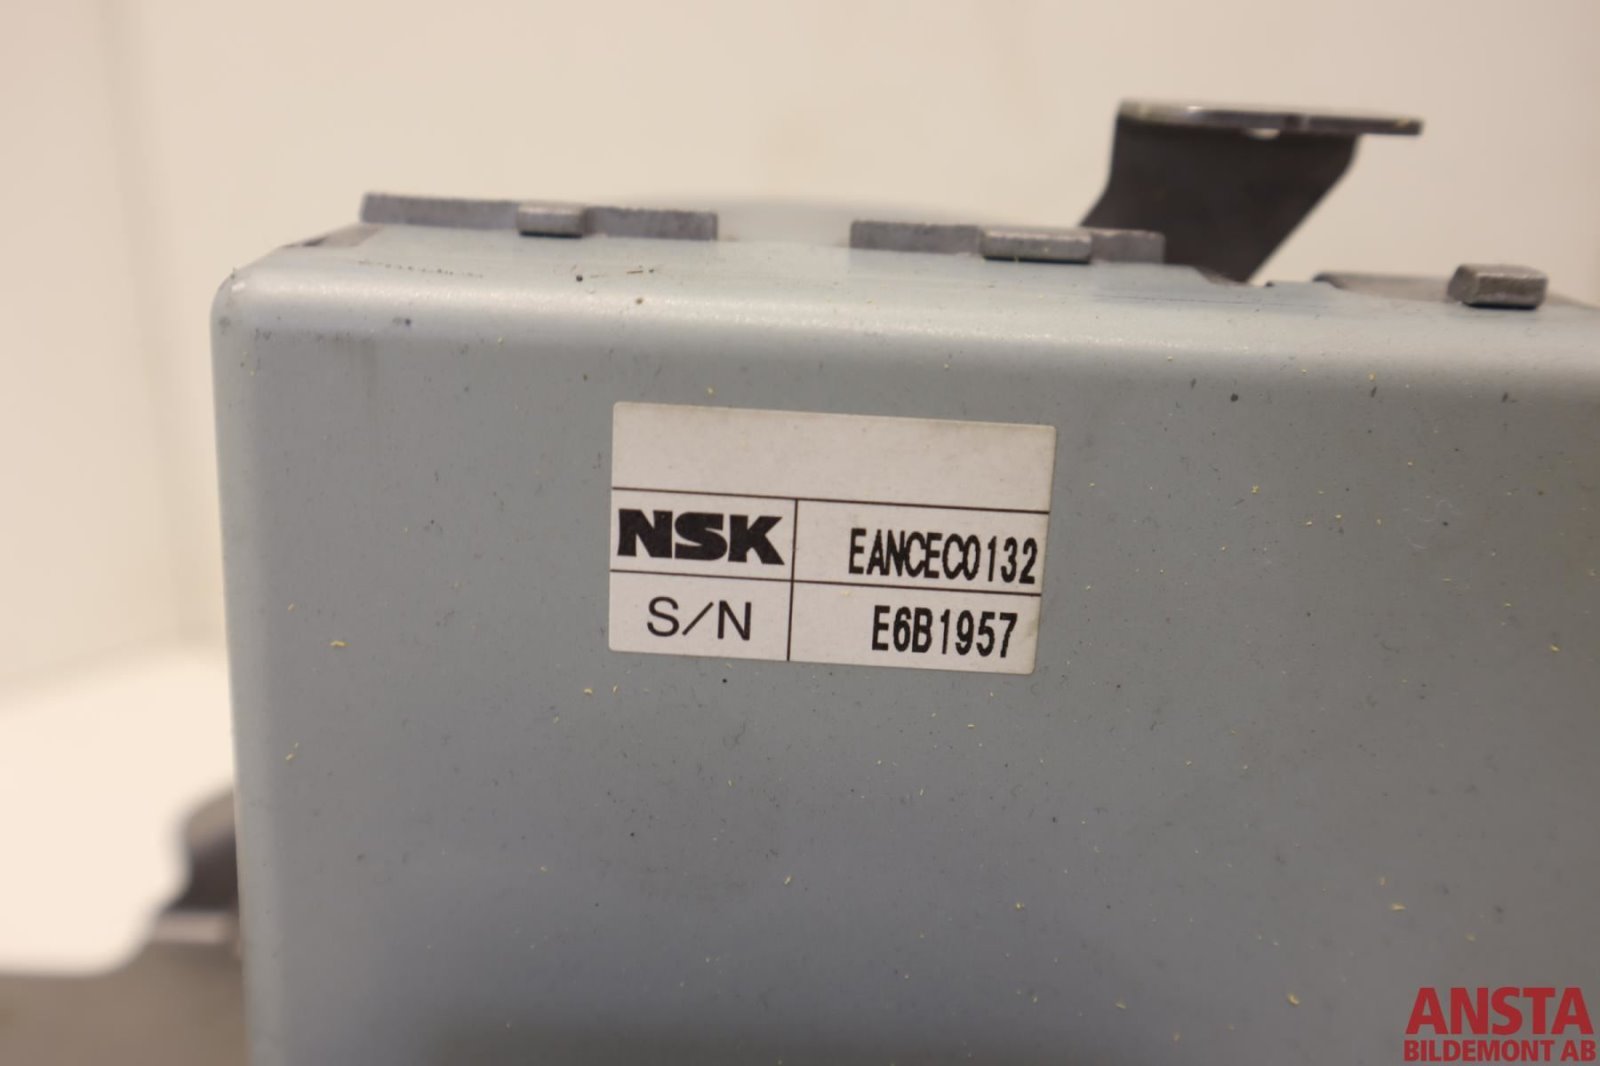 NSK EANCEC0132
S/N E6B1957
ANSTA
BILDEMONT AB